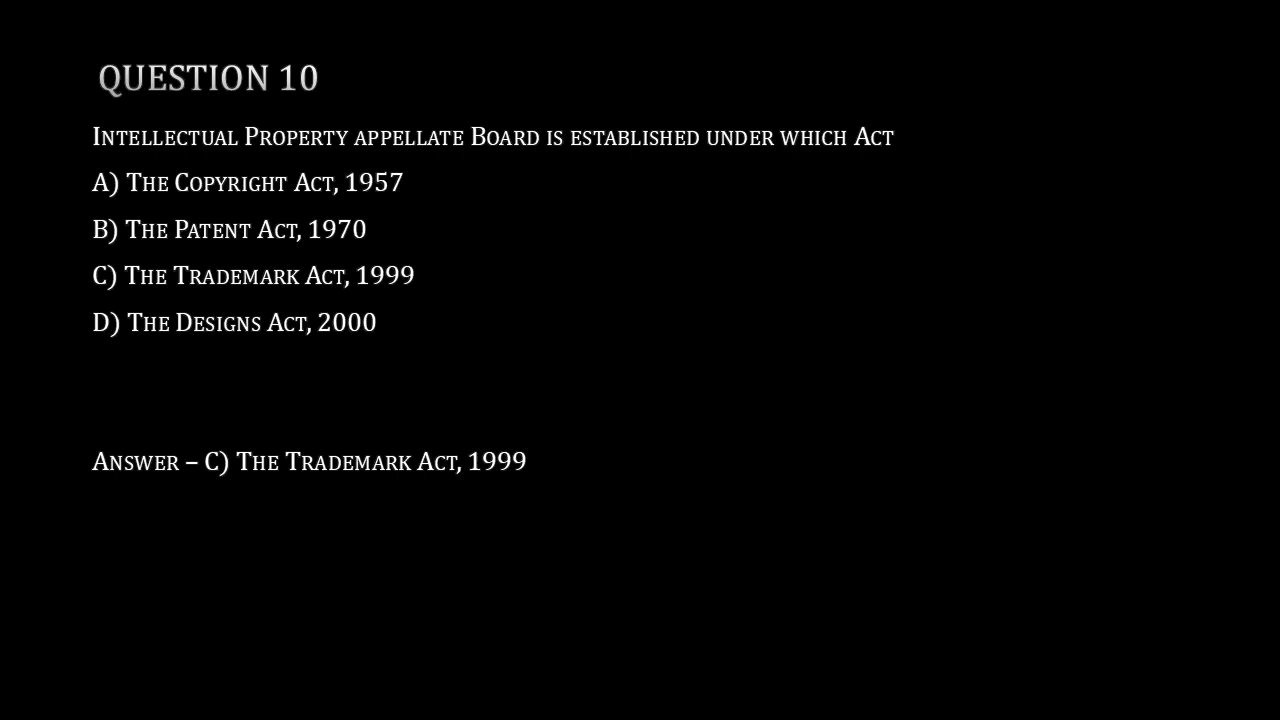 QUESTION 10
Intellectual Property appellate Board is established under which Act
A) The Copyright Act, 1957
B) The Patent Act, 1970
C) The Trademark Act, 1999
D) The Designs Act, 2000
Answer – C) The Trademark Act, 1999